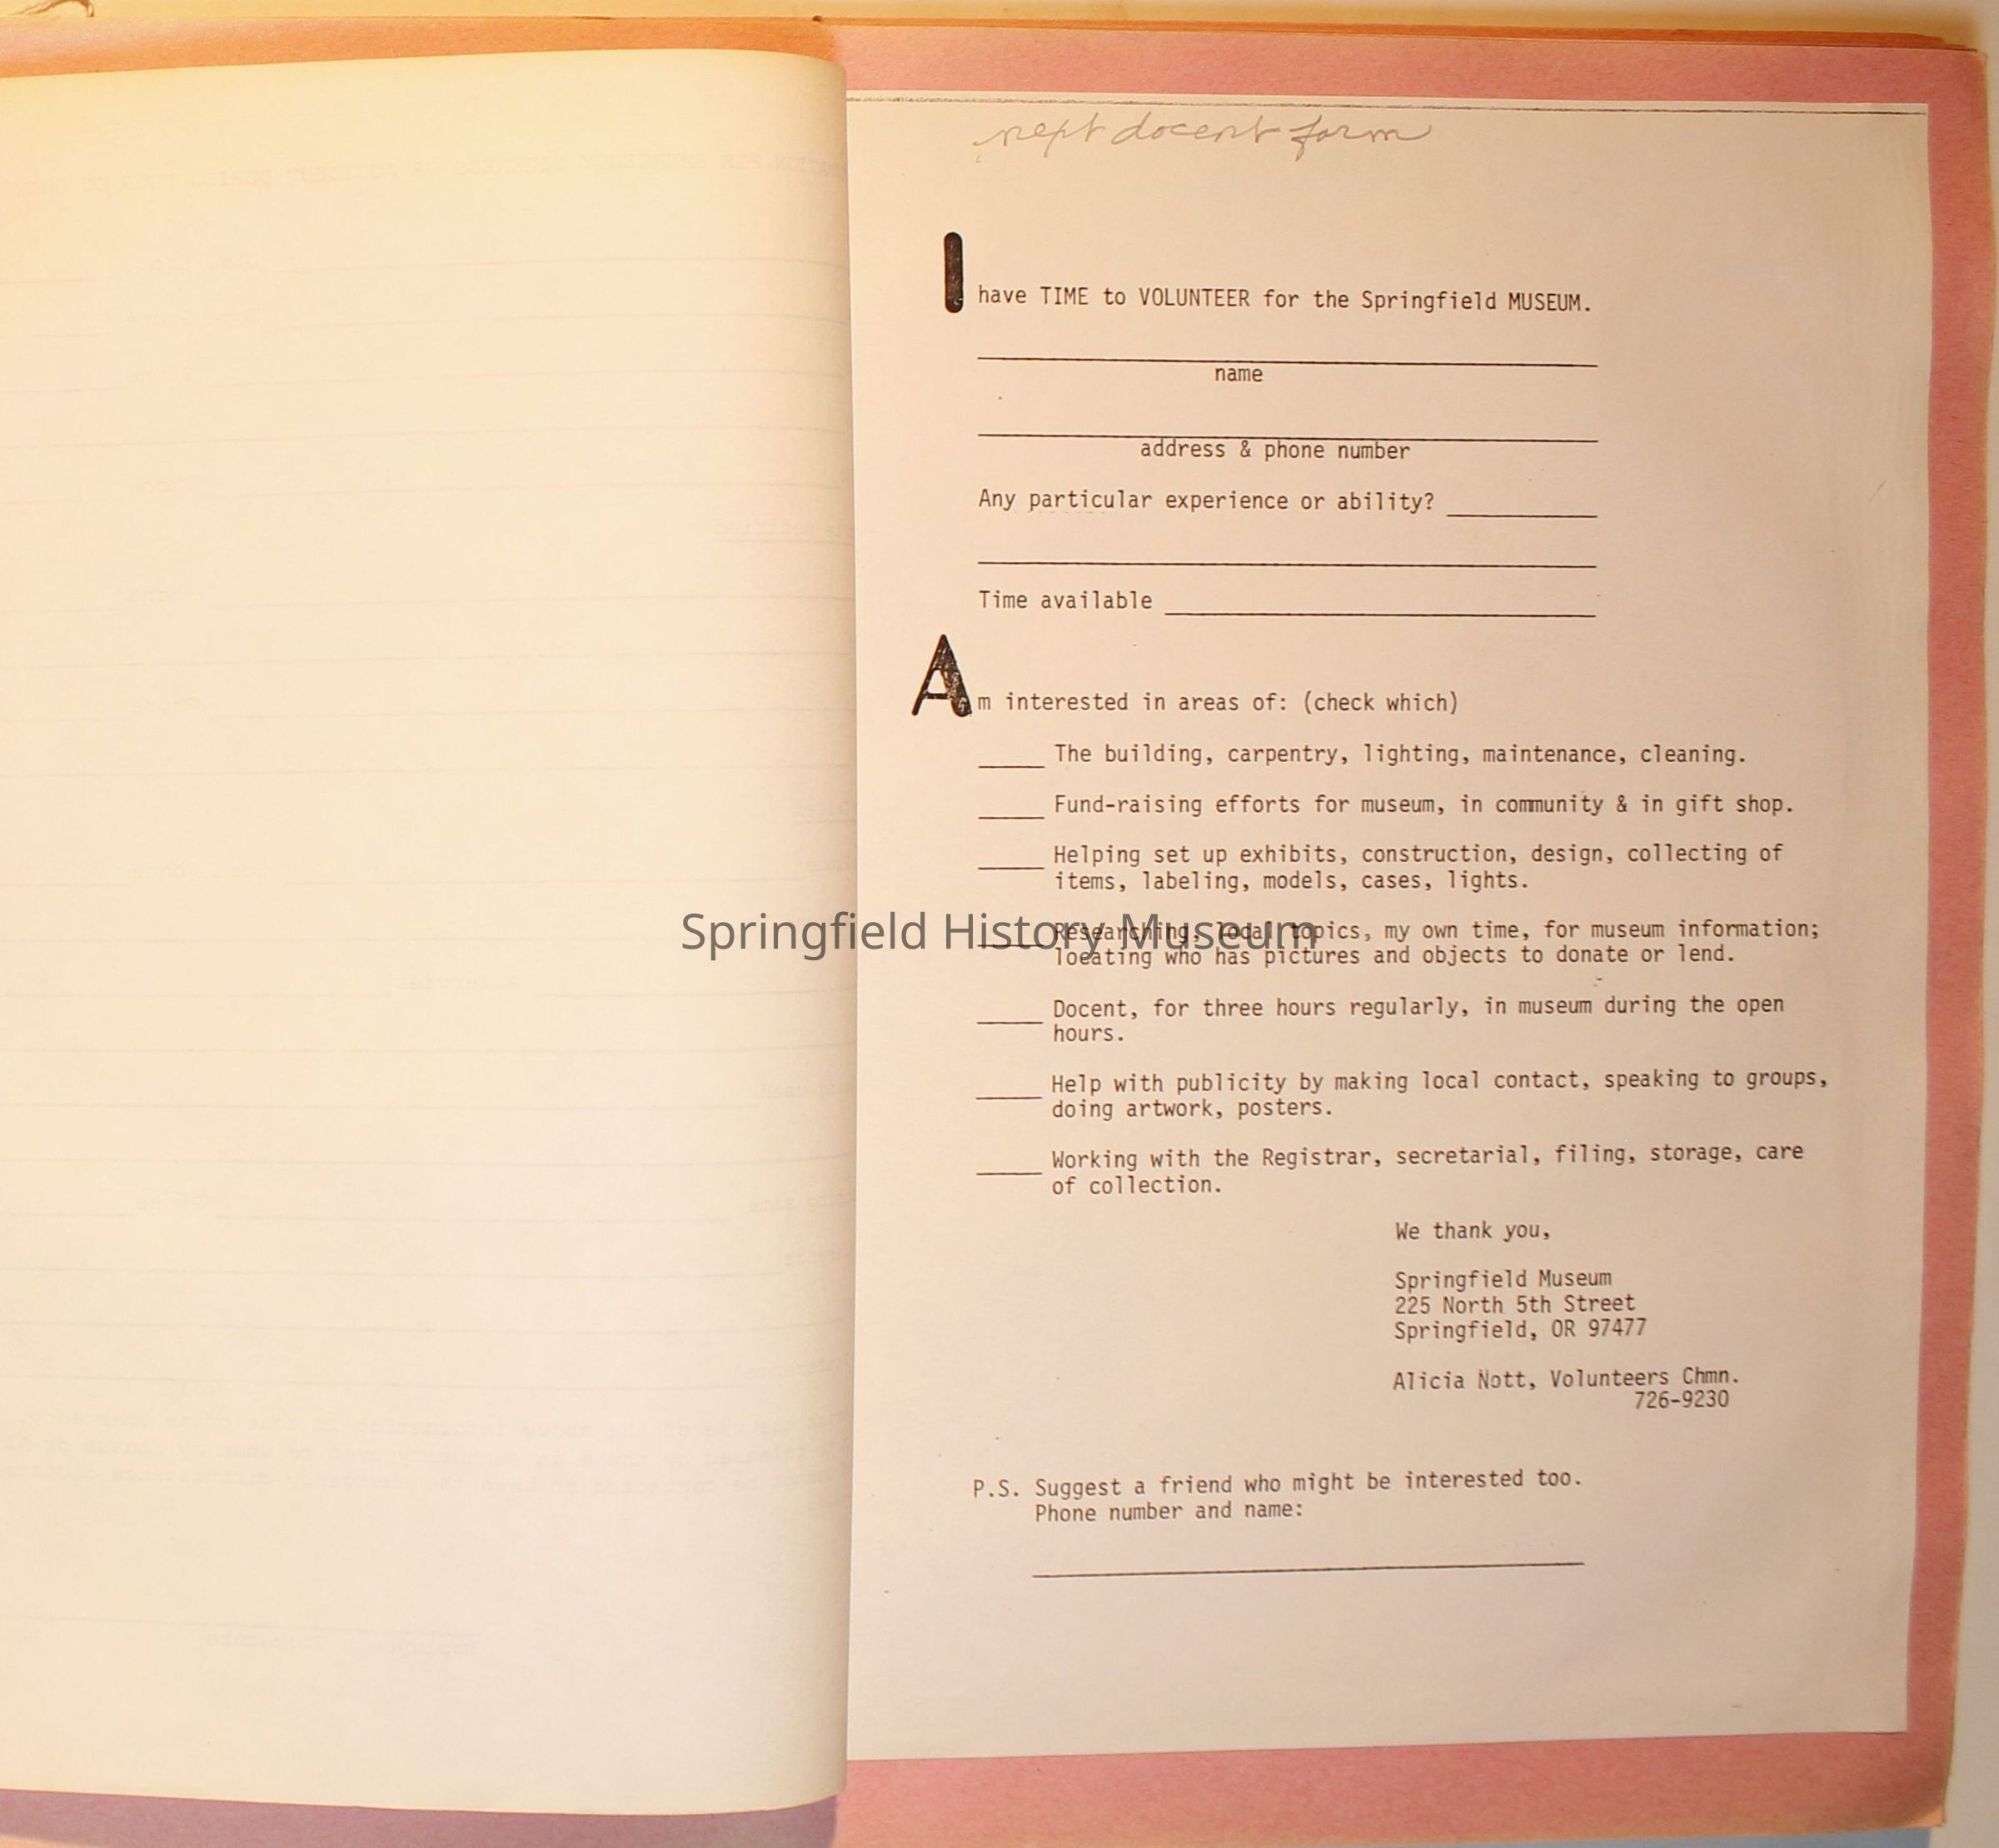 docent form
I have TIME to VOLUNTEER for the Springfield MUSEUM.
name
address & phone number
Any particular experience or ability?
Time available
Am interested in areas of: (check which)
The building, carpentry, lighting, maintenance, cleaning.
Fund-raising efforts for museum, in community & in gift shop.
Helping set up exhibits, construction, design, collecting of
items, labeling, models, cases, lights.
Researching, local topics, my own time, for museum information;
locating who has pictures and objects to donate or lend.
Springfield History Museum
Docent, for three hours regularly, in museum during the open
hours.
Help with publicity by making local contact, speaking to groups,
doing artwork, posters.
Working with the Registrar, secretarial, filing, storage, care
of collection.
We thank you,
Springfield Museum
225 North 5th Street
Springfield, OR 97477
Alicia Nott, Volunteers Chmn.
726-9230
P.S. Suggest a friend who might be interested too.
Phone number and name: